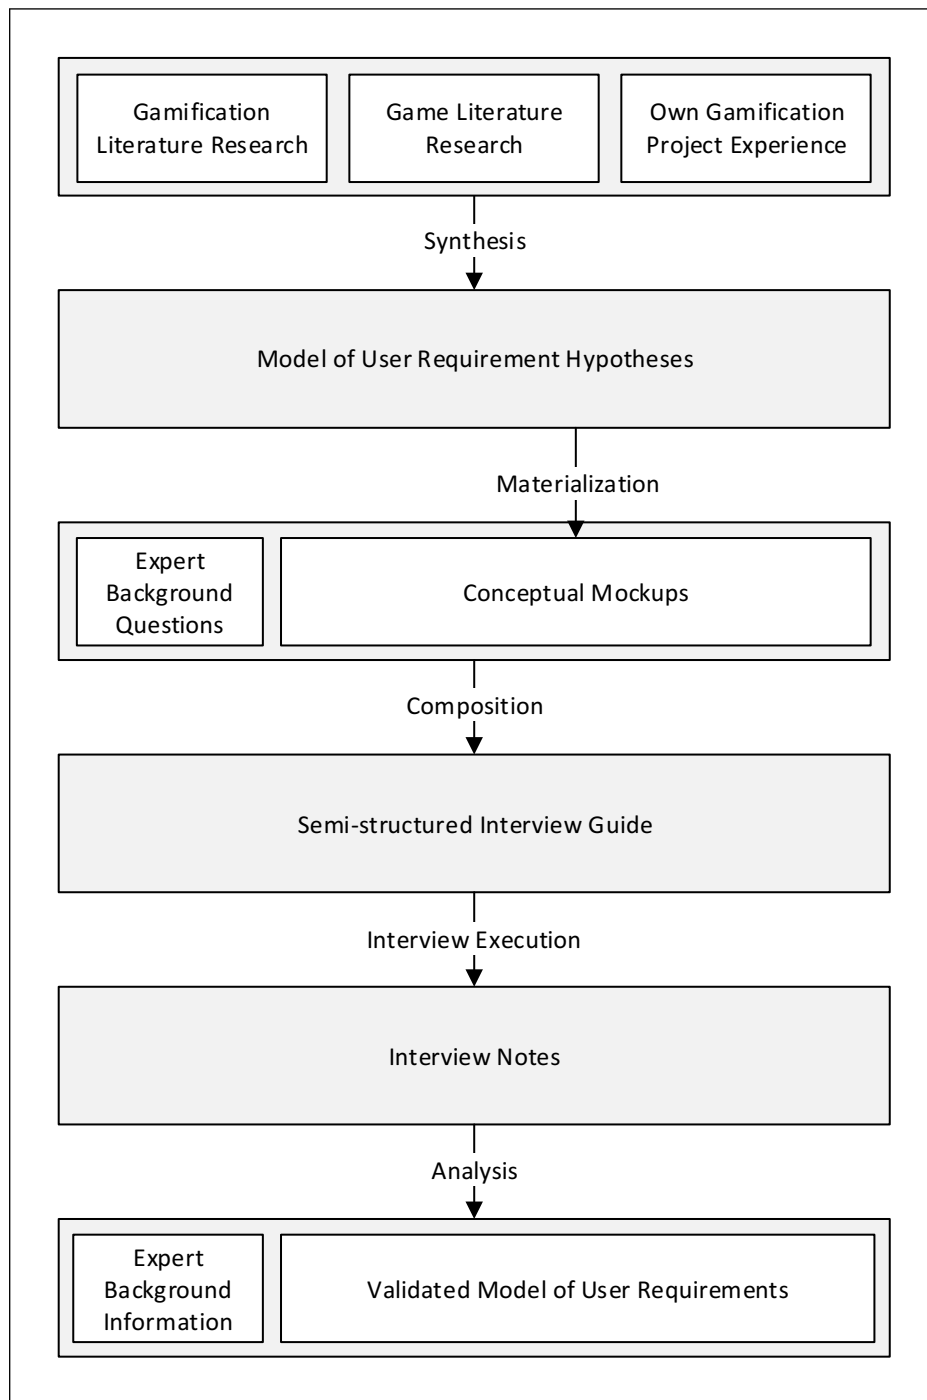 Gamification
Literature Research
Game Literature
Research
Own Gamification
Project Experience
Synthesis
Model of User Requirement Hypotheses
Materialization
Expert
Background
Questions
Conceptual Mockups
Composition
Semi-structured Interview Guide
Interview Execution
Interview Notes
Analysis
Expert
Background
Information
Validated Model of User Requirements